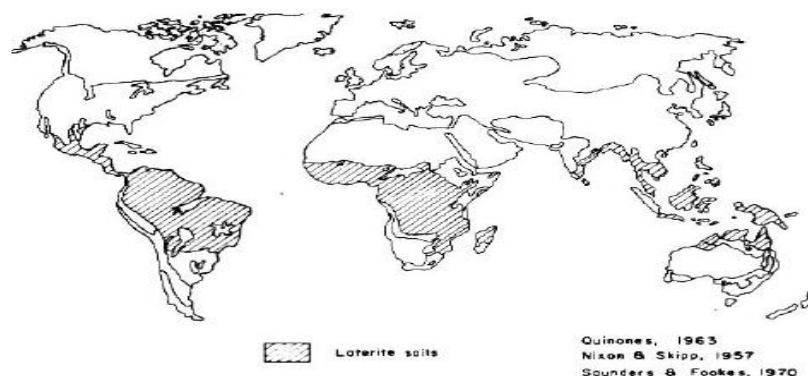 Laterite soils
Quinones, 1963
Nixon & Skipp, 1957
Saunders & Fookes, 1970